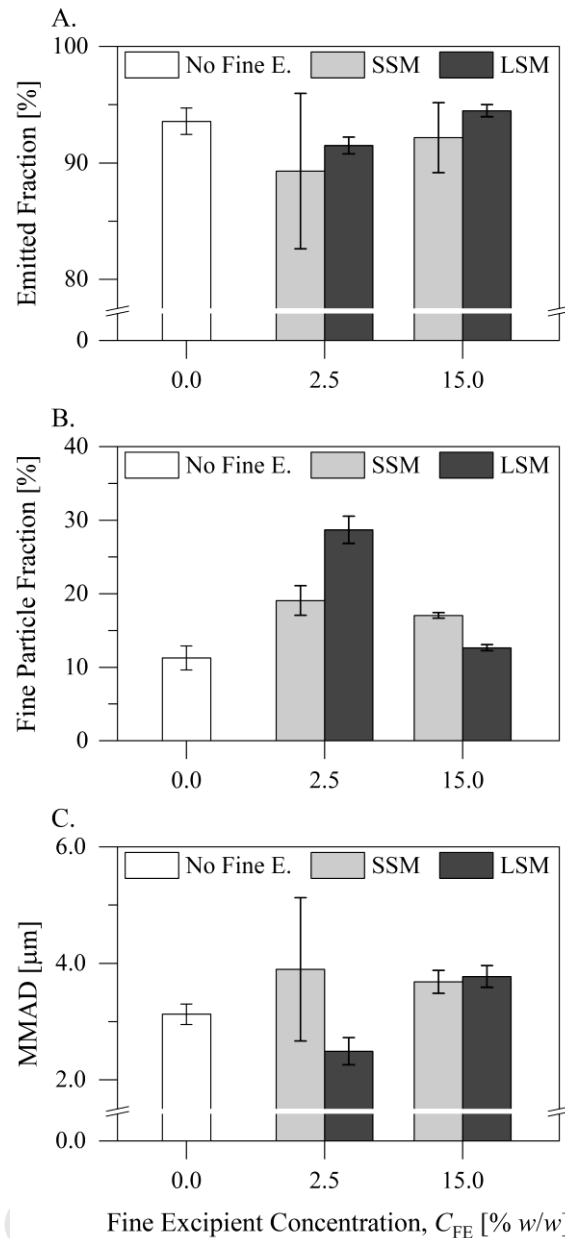 A.
100
No Fine E. SSM LSM
90
80
0
Emitted Fraction [%]
0.0 2.5 15.0
B.
40
No Fine E. SSM LSM
30
20
10
0
Fine Particle Fraction [%]
0.0 2.5 15.0
C.
6.0
No Fine E. SSM LSM
4.0
2.0
0.0
MMAD [μm]
0.0 2.5 15.0
Fine Excipient Concentration, C_FE [% w/w]